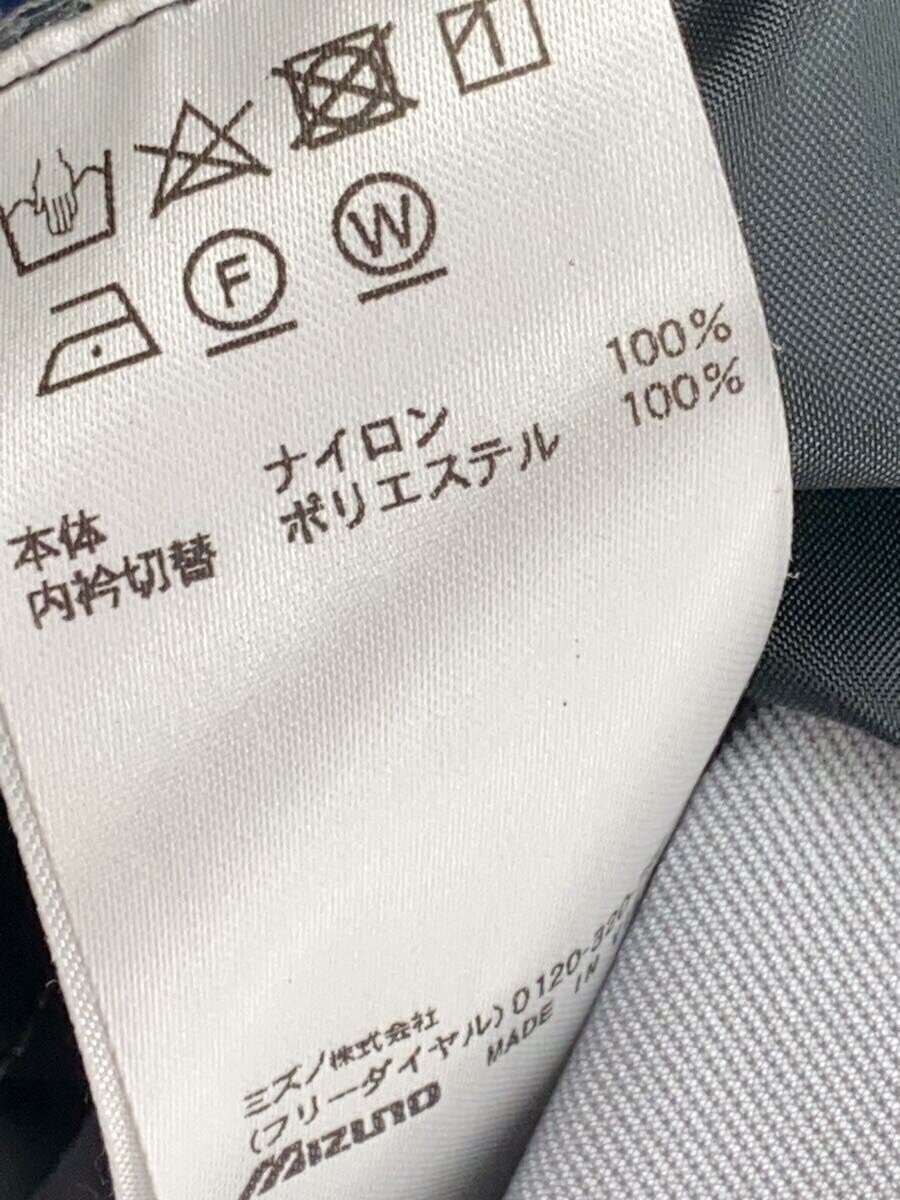 F W
本体 ナイロン 100%
内衿切替 ポリエステル 100%
ミズノ株式会社
(フリーダイヤル)0120-320
MADE IN
Mizuno